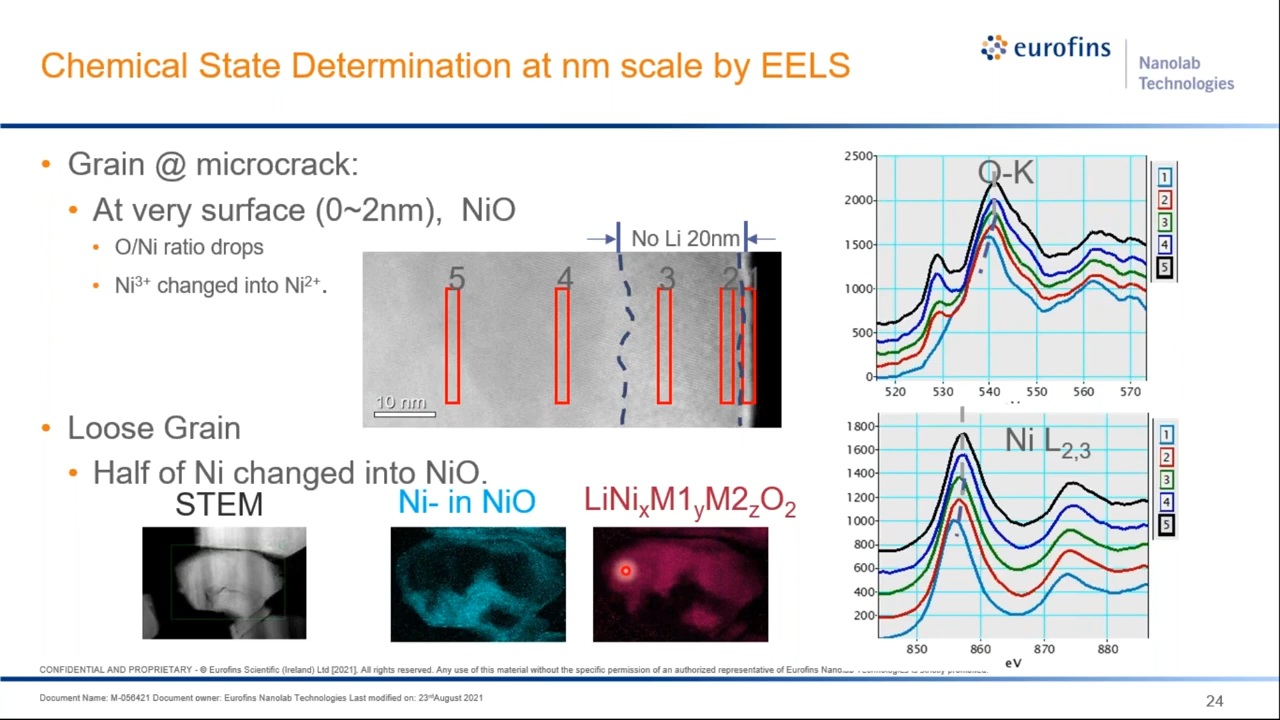 Chemical State Determination at nm scale by EELS
eurofins
Nanolab
Technologies
• Grain @ microcrack:
• At very surface (0~2nm), NiO
• O/Ni ratio drops
• Ni³⁺ changed into Ni²⁺.
No Li 20nm
5 4 3 2 1
10 nm
• Loose Grain
• Half of Ni changed into NiO.
STEM
Ni- in NiO
LiNiₓM1ᵧM2zO₂
O-K
2500
2000
1500
1000
500
0
520 530 540 550 560 570
1
2
3
4
5
Ni L₂,₃
1800
1600
1400
1200
1000
800
600
400
200
850 860 870 880
eV
1
2
3
4
5
CONFIDENTIAL AND PROPRIETARY - © Eurofins Scientific (Ireland) Ltd [2021]. All rights reserved. Any use of this material without the specific permission of an authorized representative of Eurofins Nanolab Technologies is strictly prohibited.
Document Name: M-056421 Document owner: Eurofins Nanolab Technologies Last modified on: 23ʳᵈAugust 2021
24